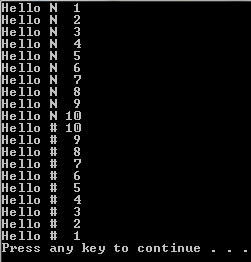 Hello N  1
Hello N  2
Hello N  3
Hello N  4
Hello N  5
Hello N  6
Hello N  7
Hello N  8
Hello N  9
Hello N 10
Hello # 10
Hello #  9
Hello #  8
Hello #  7
Hello #  6
Hello #  5
Hello #  4
Hello #  3
Hello #  2
Hello #  1
Press any key to continue . . .